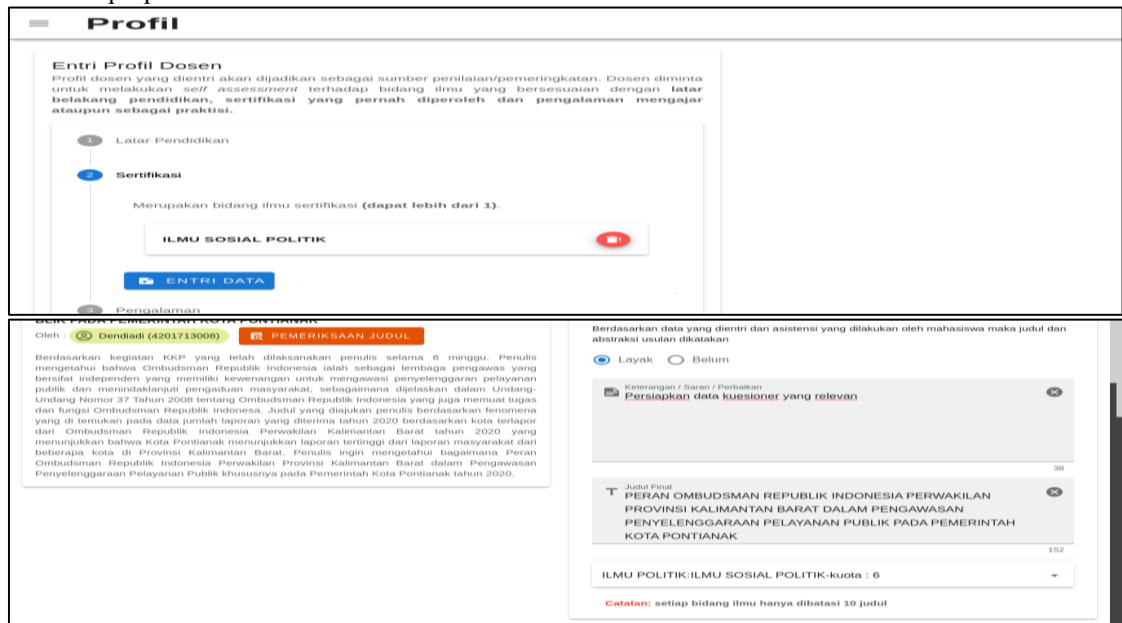 Profil
Entri Profil Dosen
Profil dosen yang dientri akan dijadikan sebagai sumber penilaian/pemeringkatan. Dosen diminta
untuk melakukan self assessment terhadap bidang ilmu yang bersesuaian dengan latar
belakang pendidikan, sertifikasi yang pernah diperoleh dan pengalaman mengajar
ataupun sebagai praktisi.
1 Latar Pendidikan
2 Sertifikasi
Merupakan bidang ilmu sertifikasi (dapat lebih dari 1).
ILMU SOSIAL POLITIK
ENTRI DATA
3 Pengalaman
BLIK PADA PEMERINTAH KOTA PONTIANAK
Oleh : Dendiadi (4201713008) PEMERIKSAAN JUDUL
Berdasarkan kegiatan KKP yang telah dilaksanakan penulis selama 6 minggu. Penulis
mengetahui bahwa Ombudsman Republik Indonesia ialah sebagai lembaga pengawas yang
bersifat independen yang memiliki kewenangan untuk mengawasi penyelenggaraan pelayanan
publik dan menindaklanjuti pengaduan masyarakat, sebagaimana dijelaskan dalam Undang-
Undang Nomor 37 Tahun 2008 tentang Ombudsman Republik Indonesia yang juga memuat tugas
dan fungsi Ombudsman Republik Indonesa. Judul yang diajukan penulis berdasarkan fenomena
yang di temukan pada data jumlah laporan yang diterima tahun 2020 berdasarkan kota terlapor
dari Ombudsman Republik Indonesia Perwakilan Kalimantan Barat tahun 2020 yang
menunjukkan bahwa Kota Pontianak menunjukkan laporan tertinggi dari laporan masyarakat dari
beberapa kota di Provinsi Kalimantan Barat. Penulis ingin mengetahui bagaimana Peran
Ombudsman Republik Indonesia Perwakilan Provinsi Kalimantan Barat dalam Pengawasan
Penyelenggaraan Pelayanan Publik khususnya pada Pemerintah Kota Pontianak tahun 2020.
Berdasarkan data yang dientri dan asistensi yang dilakukan oleh mahasiswa maka judul dan
abstraksi usulan dikatakan
Layak Belum
Keterangan / Saran / Perbaikan
Persiapkan data kuesioner yang relevan
38
Judul Final
PERAN OMBUDSMAN REPUBLIK INDONESIA PERWAKILAN
PROVINSI KALIMANTAN BARAT DALAM PENGAWASAN
PENYELENGGARAAN PELAYANAN PUBLIK PADA PEMERINTAH
KOTA PONTIANAK
152
ILMU POLITIK:ILMU SOSIAL POLITIK-kuota : 6
Catatan: setiap bidang ilmu hanya dibatasi 10 judul